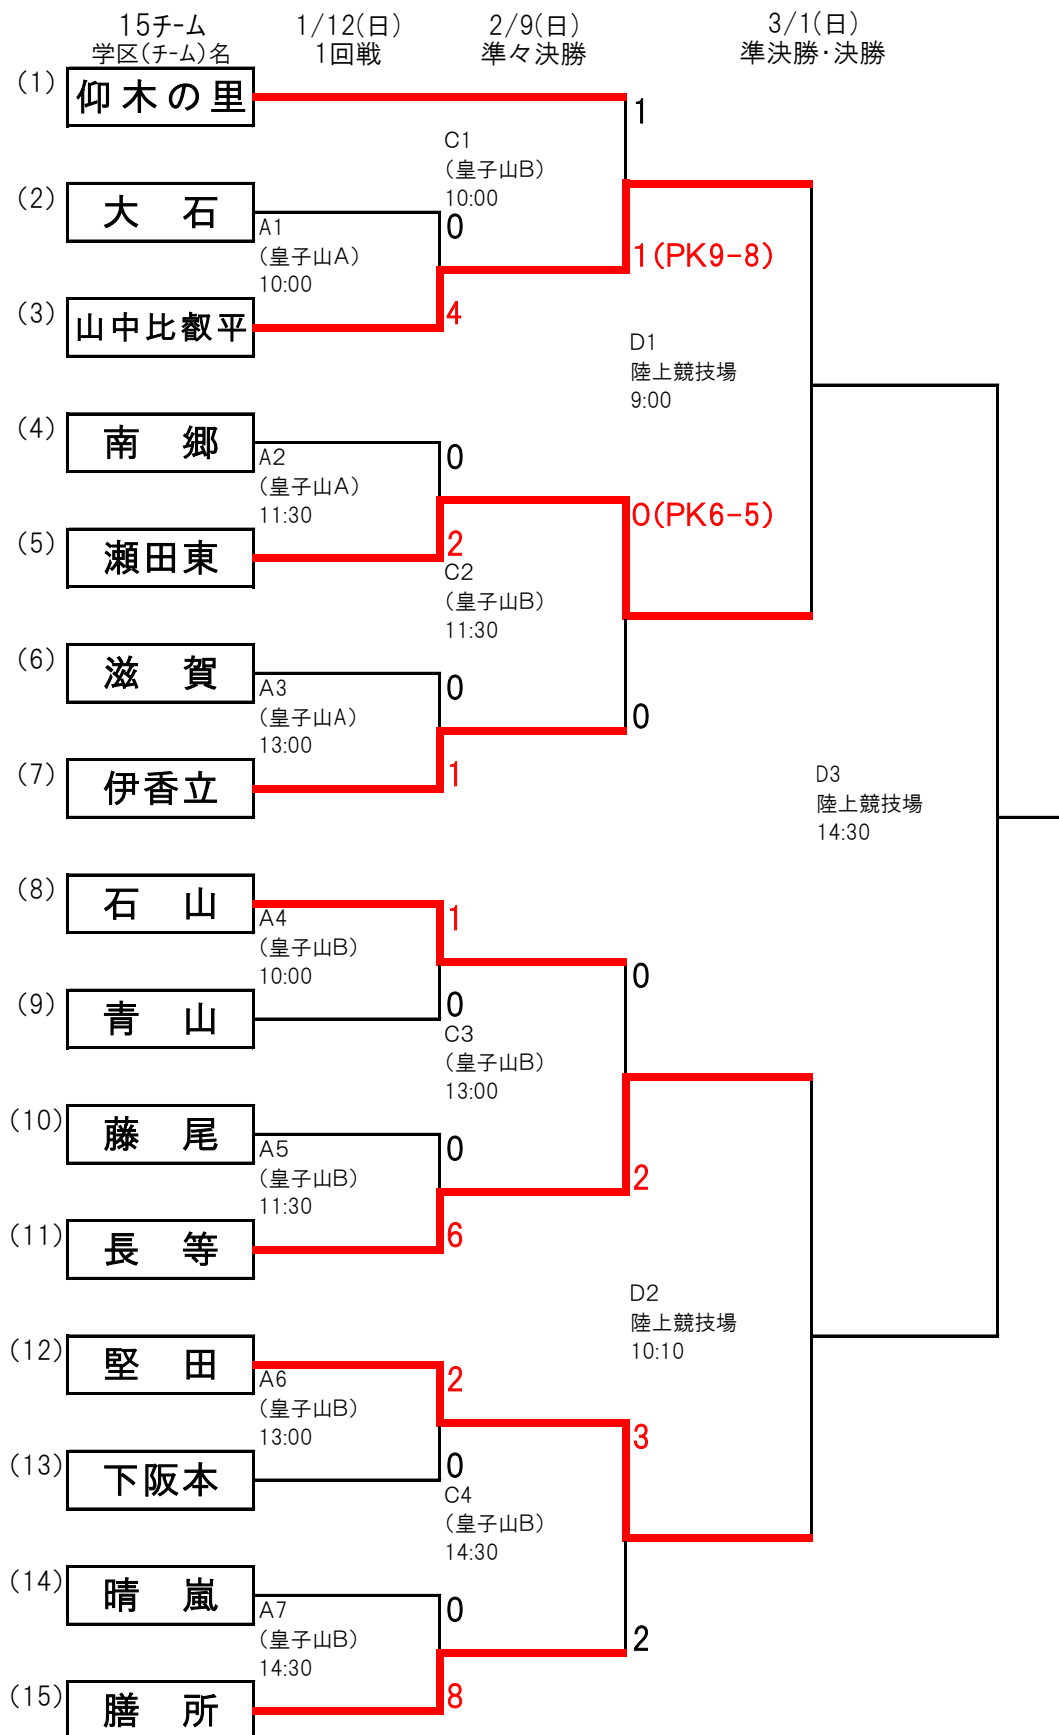 15ﾁｰﾑ 1/12(日) 2/9(日) 3/1(日)
学区(ﾁｰﾑ)名 1回戦 準々決勝 準決勝･決勝
(1) 仰木の里
1
C1
(皇子山B)
10:00
(2) 大 石
0
A1
(皇子山A)
10:00
1(PK9-8)
(3) 山中比叡平
4
D1
陸上競技場
9:00
(4) 南 郷
0
A2
(皇子山A)
11:30
0(PK6-5)
(5) 瀬田東
2
C2
(皇子山B)
11:30
(6) 滋 賀
0
A3
(皇子山A)
13:00
0
(7) 伊香立
1
D3
陸上競技場
14:30
(8) 石 山
1
A4
(皇子山B)
10:00
0
(9) 青 山
0
C3
(皇子山B)
13:00
(10) 藤 尾
0
A5
(皇子山B)
11:30
2
(11) 長 等
6
D2
陸上競技場
10:10
(12) 堅 田
2
A6
(皇子山B)
13:00
3
(13) 下阪本
0
C4
(皇子山B)
14:30
(14) 晴 嵐
0
A7
(皇子山B)
14:30
2
(15) 膳 所
8